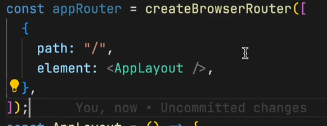 const appRouter = createBrowserRouter([
{
path: "/",
element: <AppLayout />,
},
]);
You, now • Uncommitted changes
const AppLayout = () => {